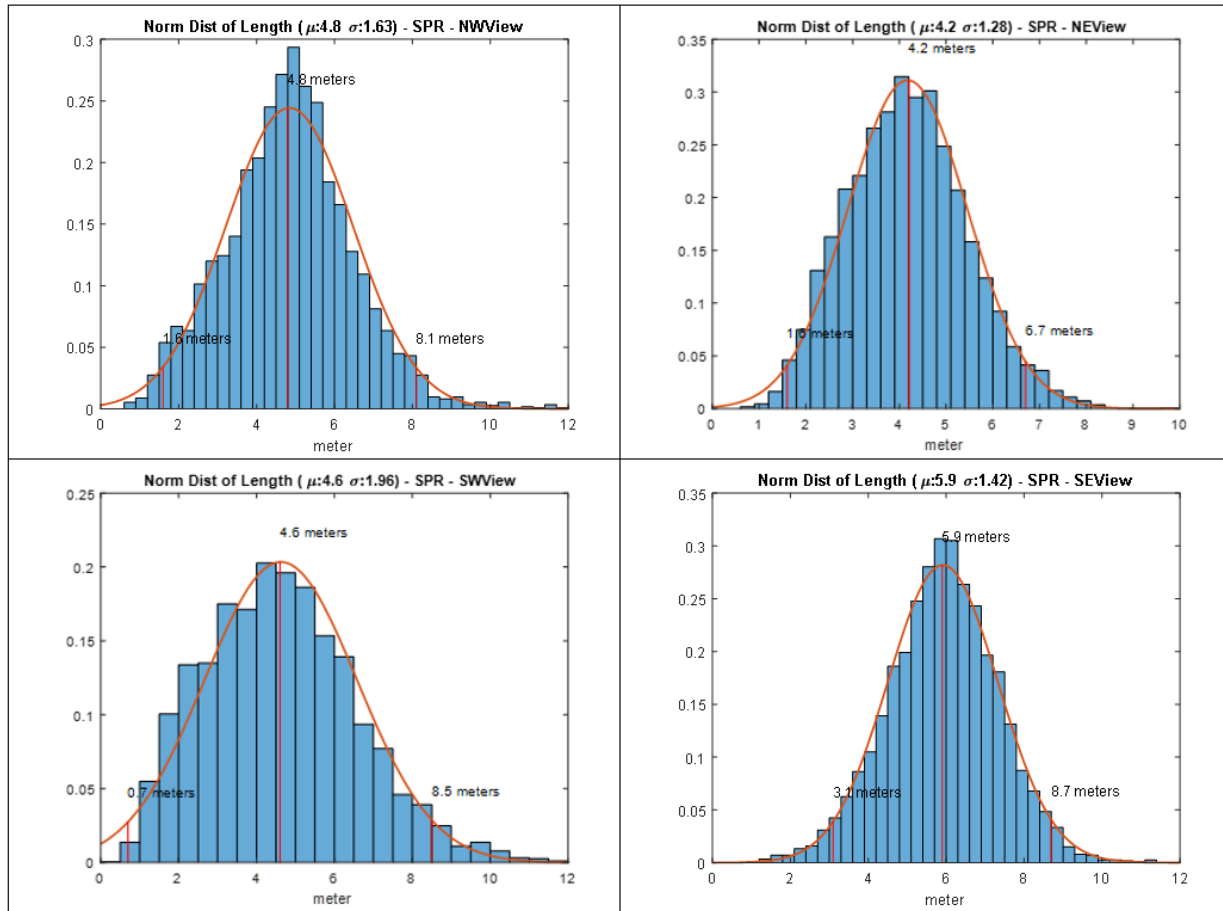 Norm Dist of Length ( μ:4.8 σ:1.63) - SPR - NWView
0.3
0.25
0.2
0.15
0.1
0.05
0
4.8 meters
1.6 meters
8.1 meters
0 2 4 6 8 10 12
meter
Norm Dist of Length ( μ:4.2 σ:1.28) - SPR - NEView
0.35
0.3
0.25
0.2
0.15
0.1
0.05
0
4.2 meters
1.6 meters
6.7 meters
0 1 2 3 4 5 6 7 8 9 10
meter
Norm Dist of Length ( μ:4.6 σ:1.96) - SPR - SWView
0.25
0.2
0.15
0.1
0.05
0
4.6 meters
0.7 meters
8.5 meters
0 2 4 6 8 10 12
meter
Norm Dist of Length ( μ:5.9 σ:1.42) - SPR - SEView
0.35
0.3
0.25
0.2
0.15
0.1
0.05
0
5.9 meters
3.1 meters
8.7 meters
0 2 4 6 8 10 12
meter